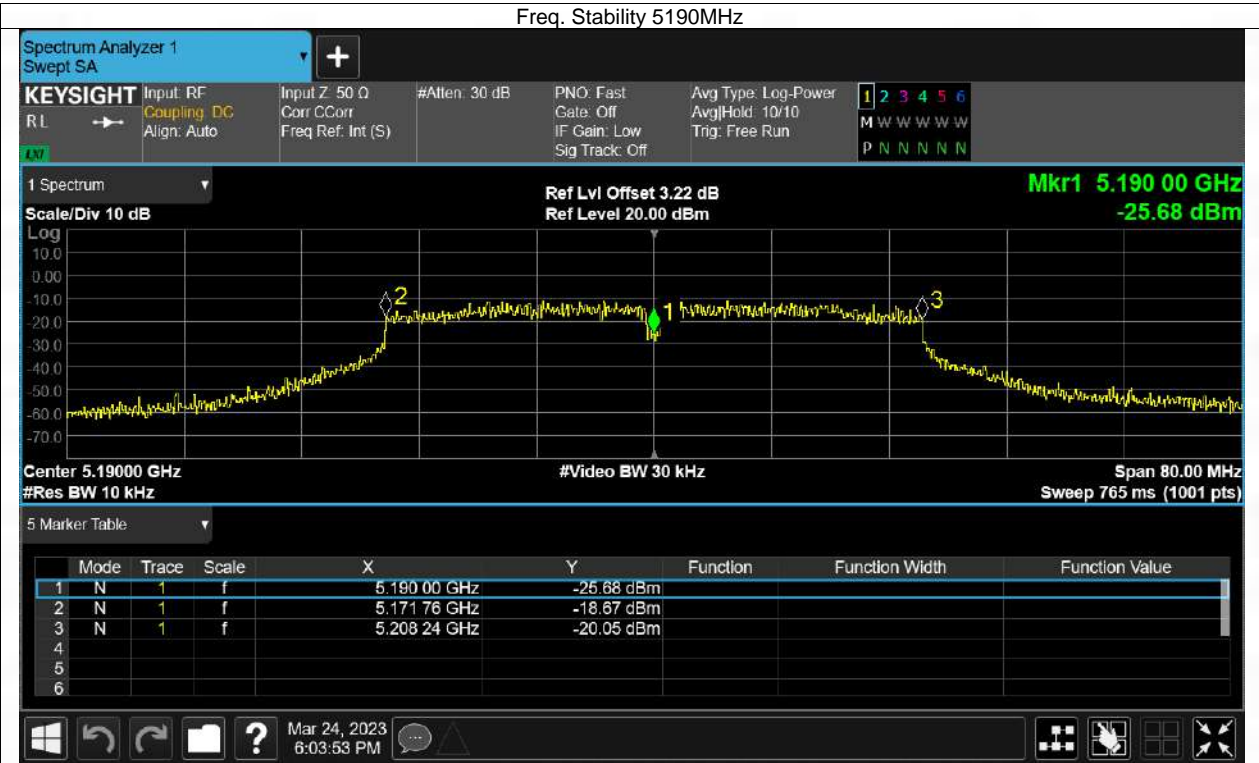 Freq. Stability 5190MHz
Spectrum Analyzer 1
Swept SA
+
KEYSIGHT
RL
LXI
Input: RF
Coupling: DC
Align: Auto
Input Z: 50 Ω
Corr CCorr
Freq Ref: Int (S)
#Atten: 30 dB
PNO: Fast
Gate: Off
IF Gain: Low
Sig Track: Off
Avg Type: Log-Power
Avg|Hold: 10/10
Trig: Free Run
1 2 3 4 5 6
M W W W W W
P N N N N N
1 Spectrum
Scale/Div 10 dB
Ref Lvl Offset 3.22 dB
Ref Level 20.00 dBm
Mkr1 5.190 00 GHz
-25.68 dBm
Log
10.0
0.00
-10.0
-20.0
-30.0
-40.0
-50.0
-60.0
-70.0
2
1
3
Center 5.19000 GHz
#Video BW 30 kHz
Span 80.00 MHz
#Res BW 10 kHz
Sweep 765 ms (1001 pts)
5 Marker Table
Mode Trace Scale X Y Function Function Width Function Value
1 N 1 f 5.190 00 GHz -25.68 dBm
2 N 1 f 5.171 76 GHz -18.67 dBm
3 N 1 f 5.208 24 GHz -20.05 dBm
4
5
6
?
Mar 24, 2023
6:03:53 PM